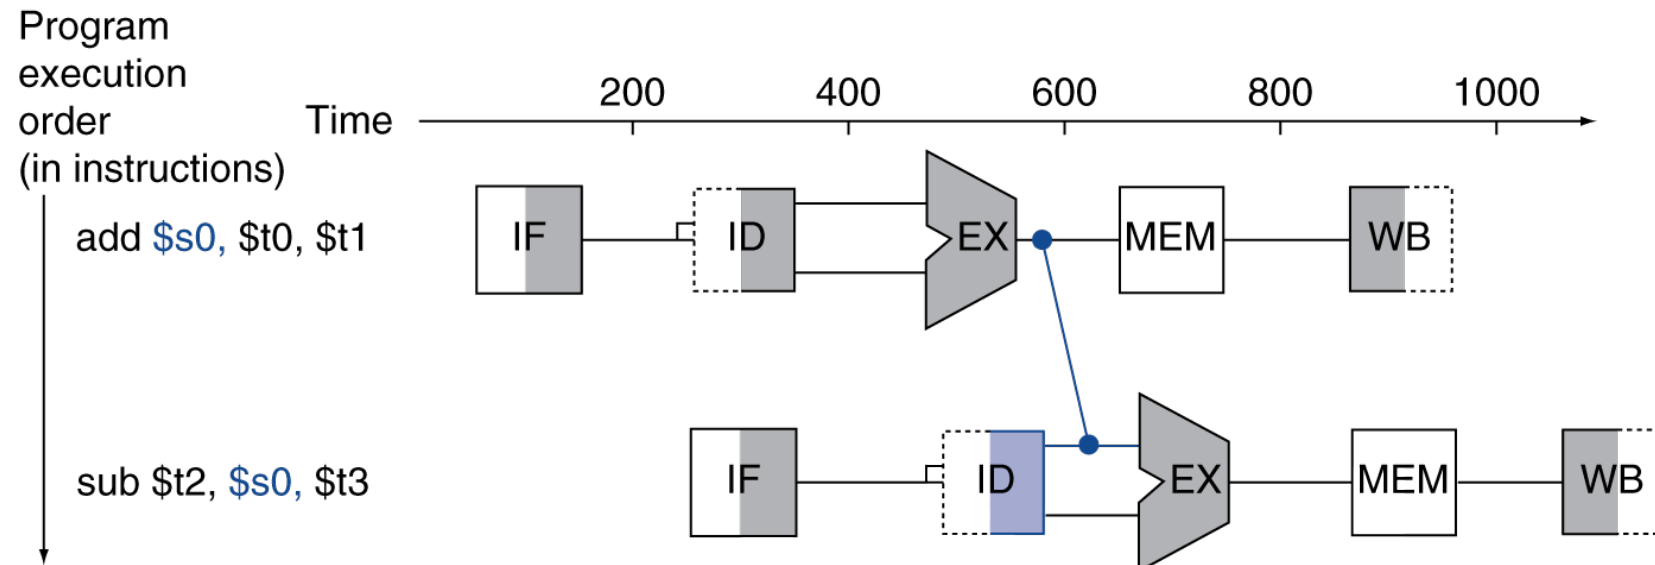 Program
execution
order
(in instructions)
Time
200 400 600 800 1000
add $s0, $t0, $t1
IF ID EX MEM WB
sub $t2, $s0, $t3
IF ID EX MEM WB